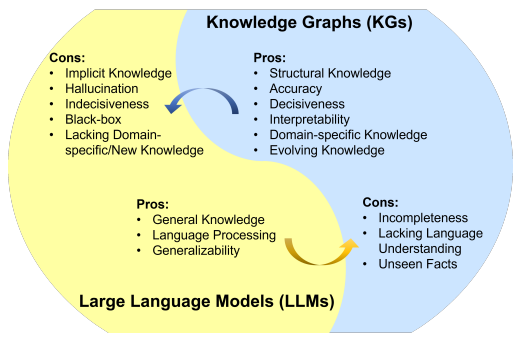 Knowledge Graphs (KGs)
Cons:
• Implicit Knowledge
• Hallucination
• Indecisiveness
• Black-box
• Lacking Domain-
specific/New Knowledge
Pros:
• Structural Knowledge
• Accuracy
• Decisiveness
• Interpretability
• Domain-specific Knowledge
• Evolving Knowledge
Pros:
• General Knowledge
• Language Processing
• Generalizability
Cons:
• Incompleteness
• Lacking Language
Understanding
• Unseen Facts
Large Language Models (LLMs)